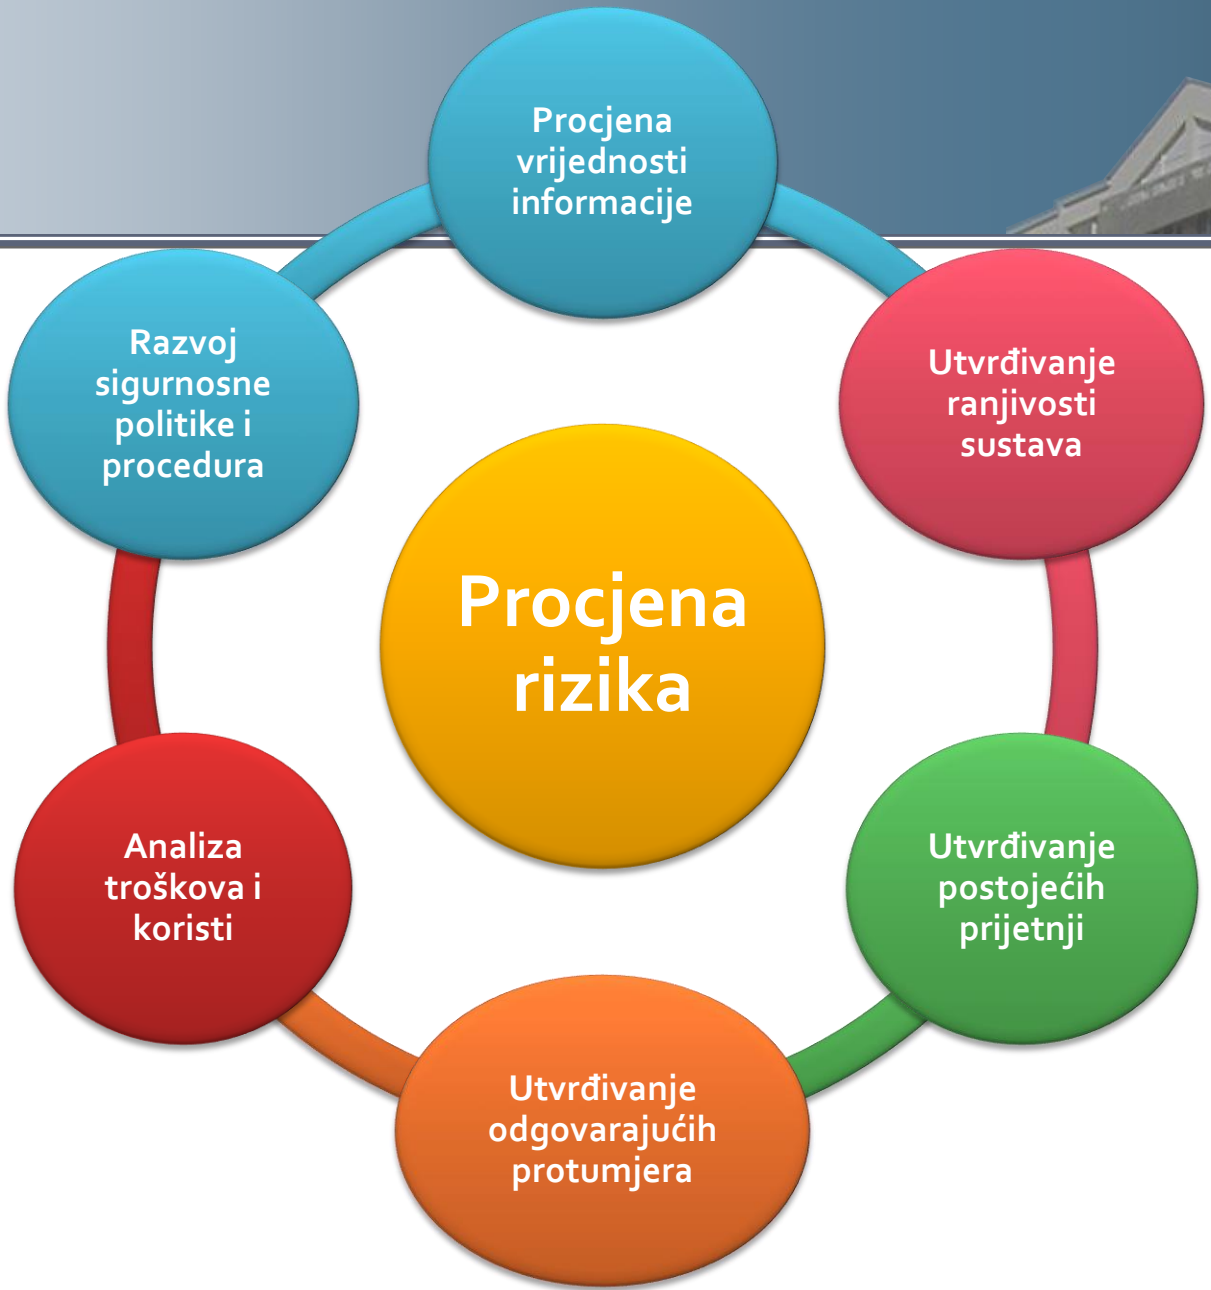 Procjena
vrijednosti
informacije
Utvrđivanje
ranjivosti
sustava
Utvrđivanje
postojećih
prijetnji
Utvrđivanje
odgovarajućih
protumjera
Analiza
troškova i
koristi
Razvoj
sigurnosne
politike i
procedura
Procjena
rizika